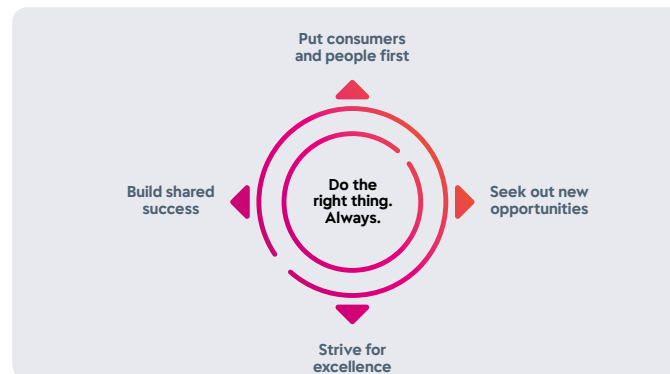 Put consumers
and people first
Build shared
success
Do the
right thing.
Always.
Seek out new
opportunities
Strive for
excellence